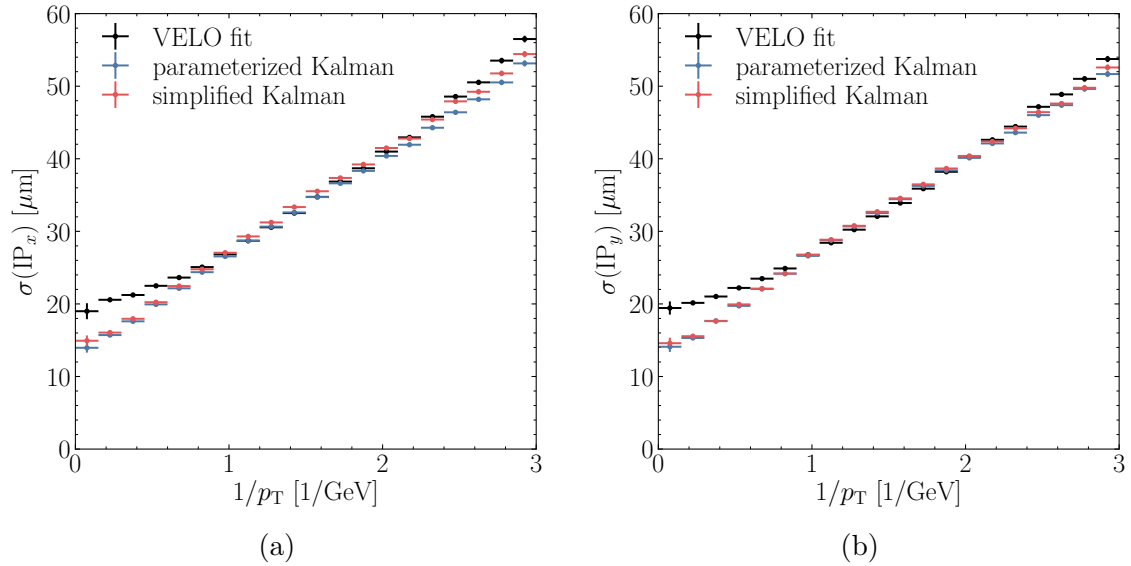 60
50
40
30
20
10
0
σ(IPx) [μm]
VELO fit
parameterized Kalman
simplified Kalman
0 1 2 3
1/pT [1/GeV]
(a)
60
50
40
30
20
10
0
σ(IPy) [μm]
VELO fit
parameterized Kalman
simplified Kalman
0 1 2 3
1/pT [1/GeV]
(b)